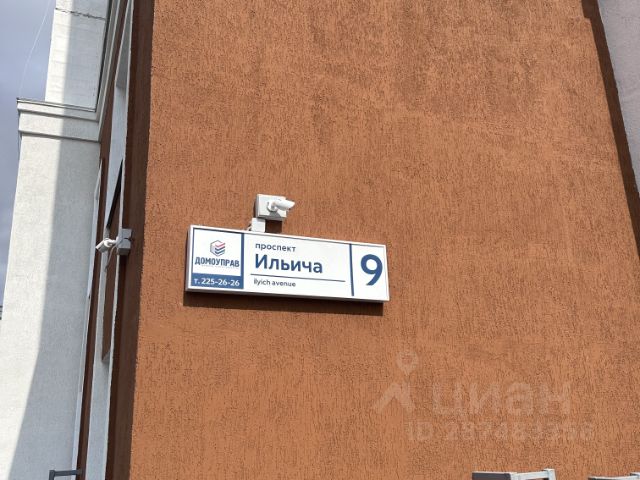 ДОМОУПРАВ
т. 225-26-26
проспект
Ильича
ilyich avenue
9
циан